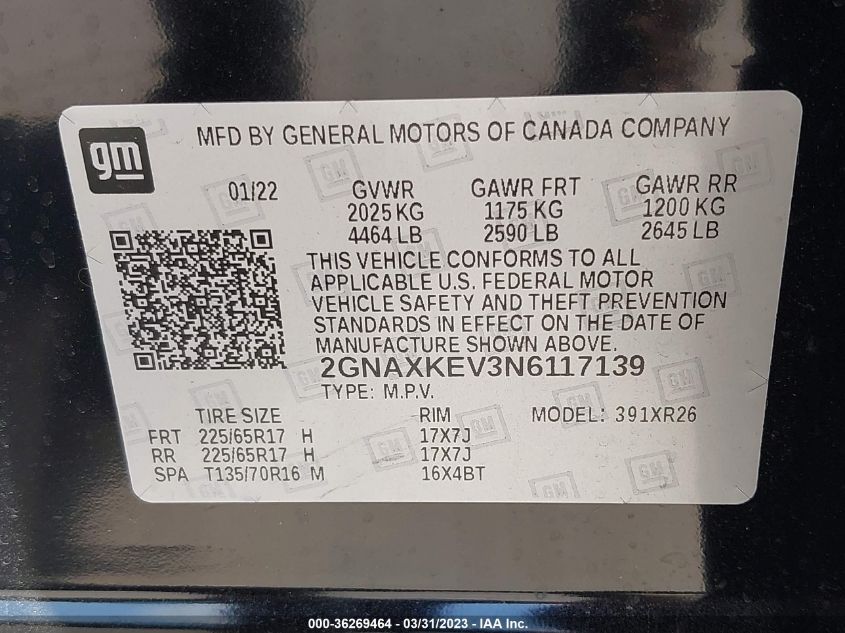 gm
MFD BY GENERAL MOTORS OF CANADA COMPANY
01/22 GVWR GAWR FRT GAWR RR
2025 KG 1175 KG 1200 KG
4464 LB 2590 LB 2645 LB
THIS VEHICLE CONFORMS TO ALL
APPLICABLE U.S. FEDERAL MOTOR
VEHICLE SAFETY AND THEFT PREVENTION
STANDARDS IN EFFECT ON THE DATE OF
MANUFACTURE SHOWN ABOVE.
2GNAXKEV3N6117139
TYPE: M.P.V.
TIRE SIZE RIM MODEL: 391XR26
FRT 225/65R17 H 17X7J
RR 225/65R17 H 17X7J
SPA T135/70R16 M 16X4BT
000-36269464 - 03/31/2023 - IAA Inc.